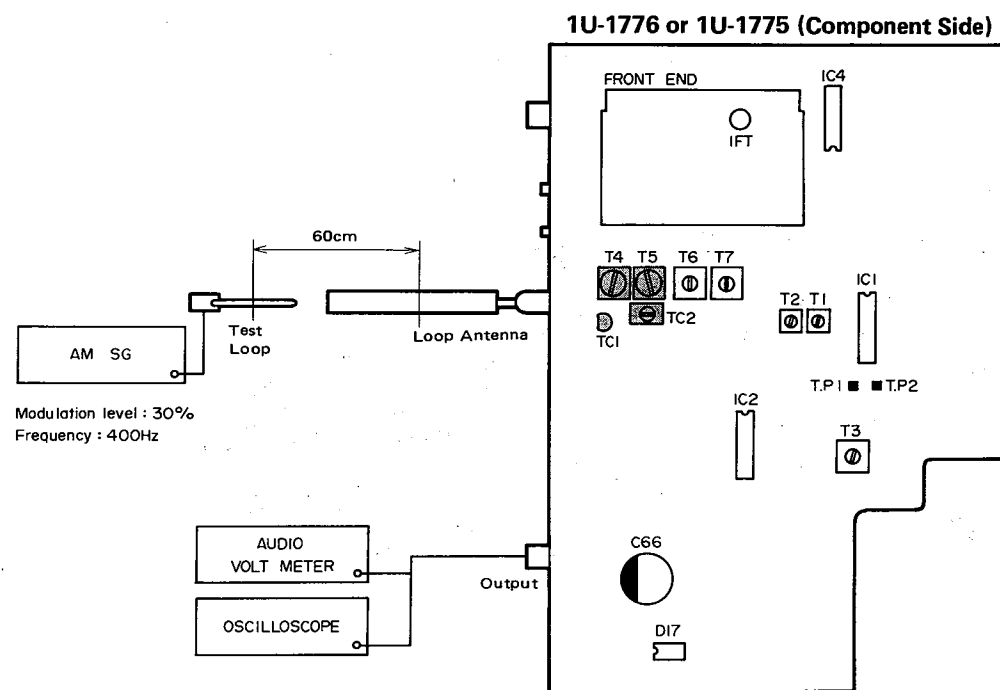 1U-1776 or 1U-1775 (Component Side)
FRONT END
IC4
IFT
60cm
T4 T5 T6 T7
IC1
T2 T1
TC2
TC1
Test
Loop
Loop Antenna
AM SG
T.P1 T.P2
Modulation level : 30%
Frequency : 400Hz
IC2
T3
AUDIO
VOLT METER
C66
Output
OSCILLOSCOPE
D17